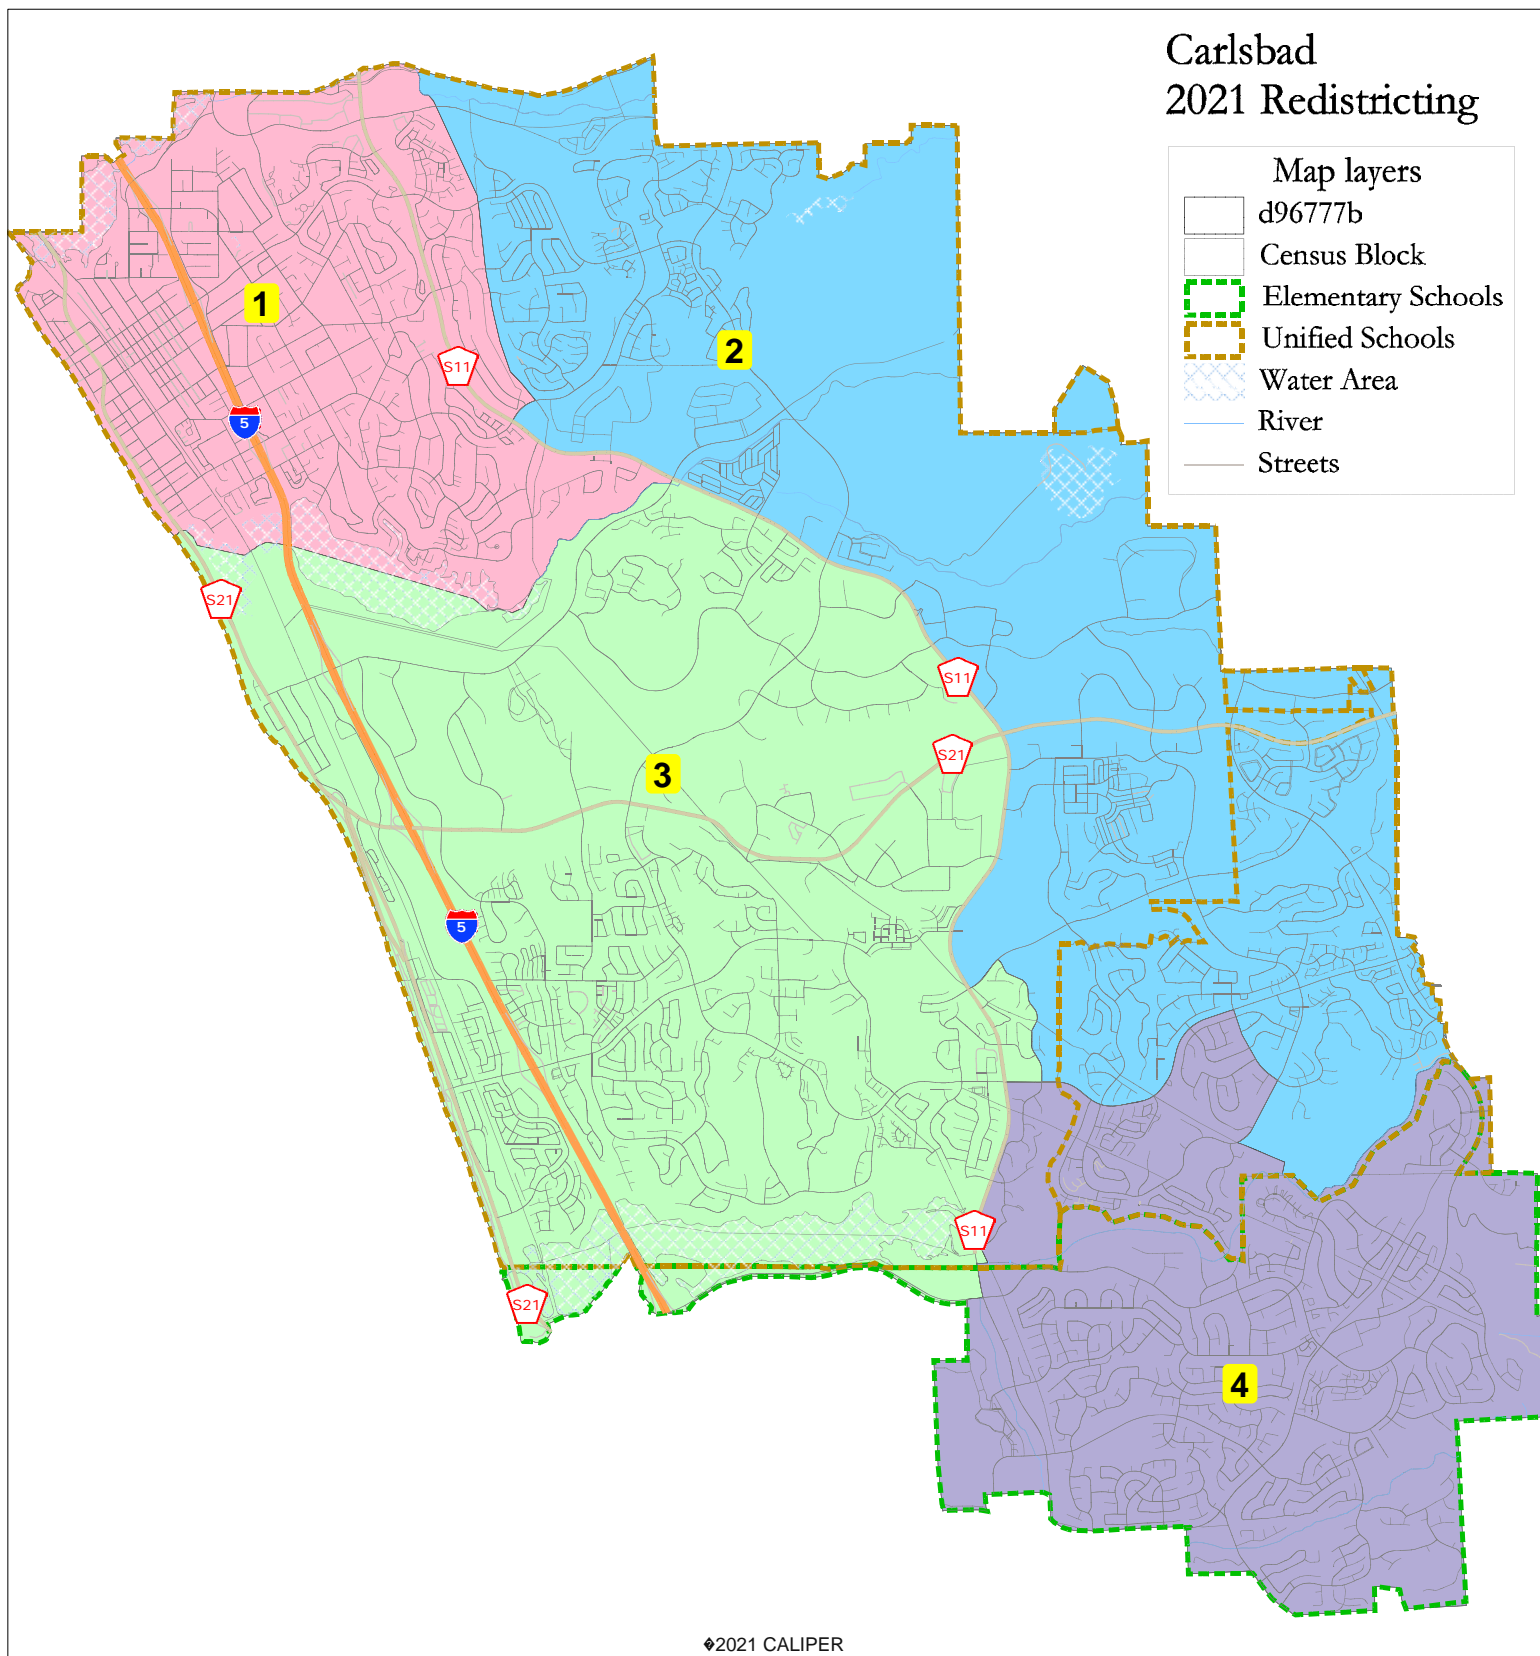 Carlsbad
2021 Redistricting
Map layers
d96777b
Census Block
Elementary Schools
Unified Schools
Water Area
River
Streets
1
2
S11
5
S21
S11
S21
3
5
S11
S21
4
�2021 CALIPER